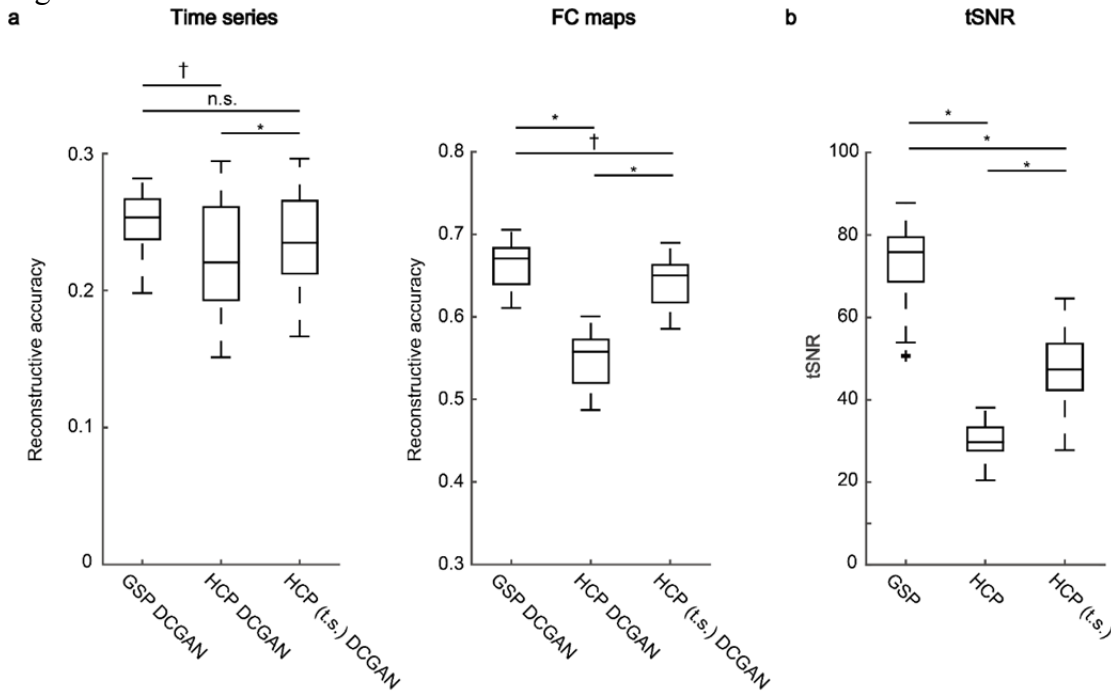 a Time series FC maps b tSNR
†
n.s.
*
Reconstructive accuracy
0.3
0.2
0.1
0
GSP DCGAN
HCP DCGAN
HCP (t.s.) DCGAN
*
†
*
Reconstructive accuracy
0.8
0.7
0.6
0.5
0.4
0.3
GSP DCGAN
HCP DCGAN
HCP (t.s.) DCGAN
*
*
*
tSNR
100
80
60
40
20
0
GSP
HCP
HCP (t.s.)